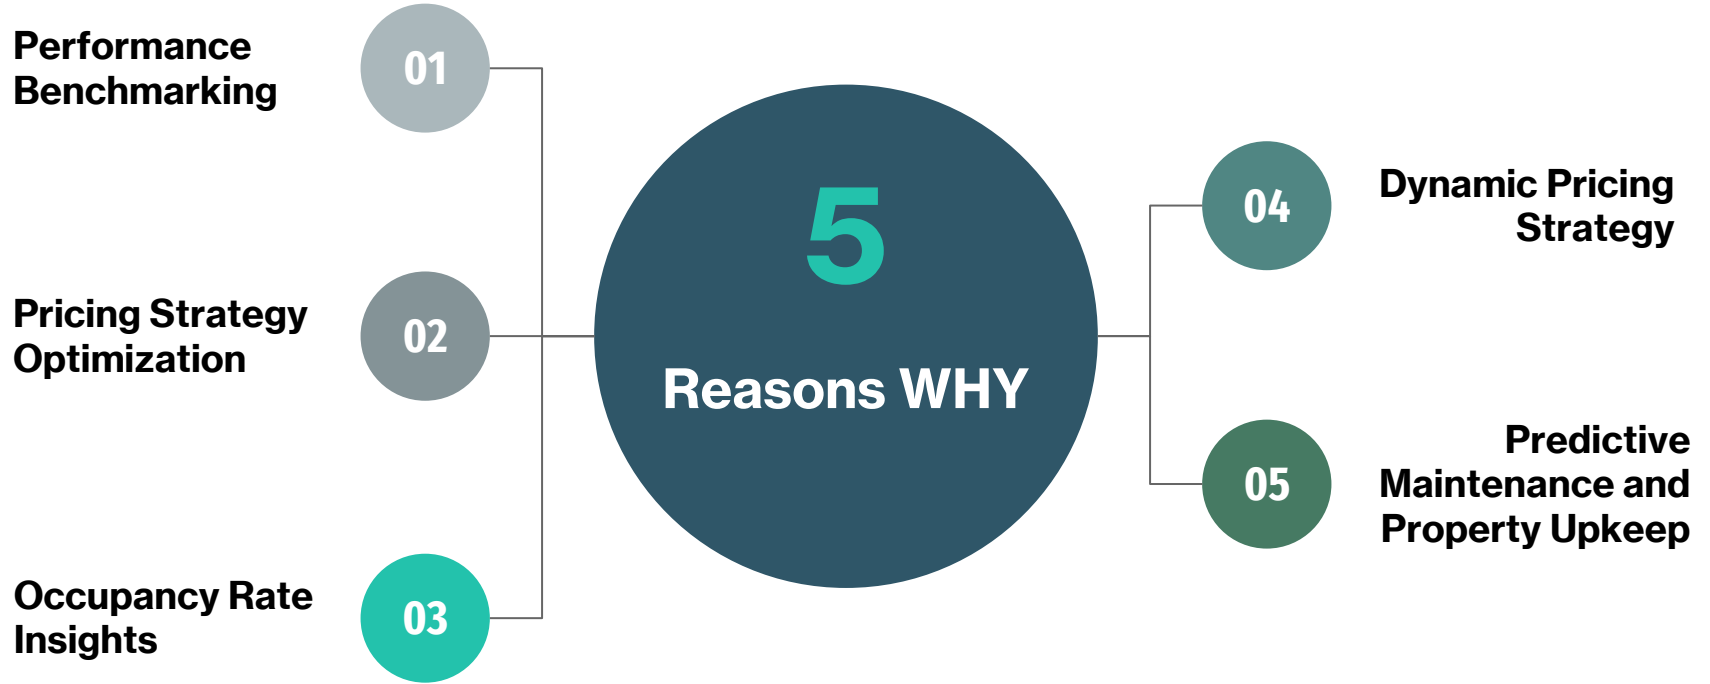 Performance
Benchmarking
01
Pricing Strategy
Optimization
02
Occupancy Rate
Insights
03
5
Reasons WHY
04
Dynamic Pricing
Strategy
05
Predictive
Maintenance and
Property Upkeep